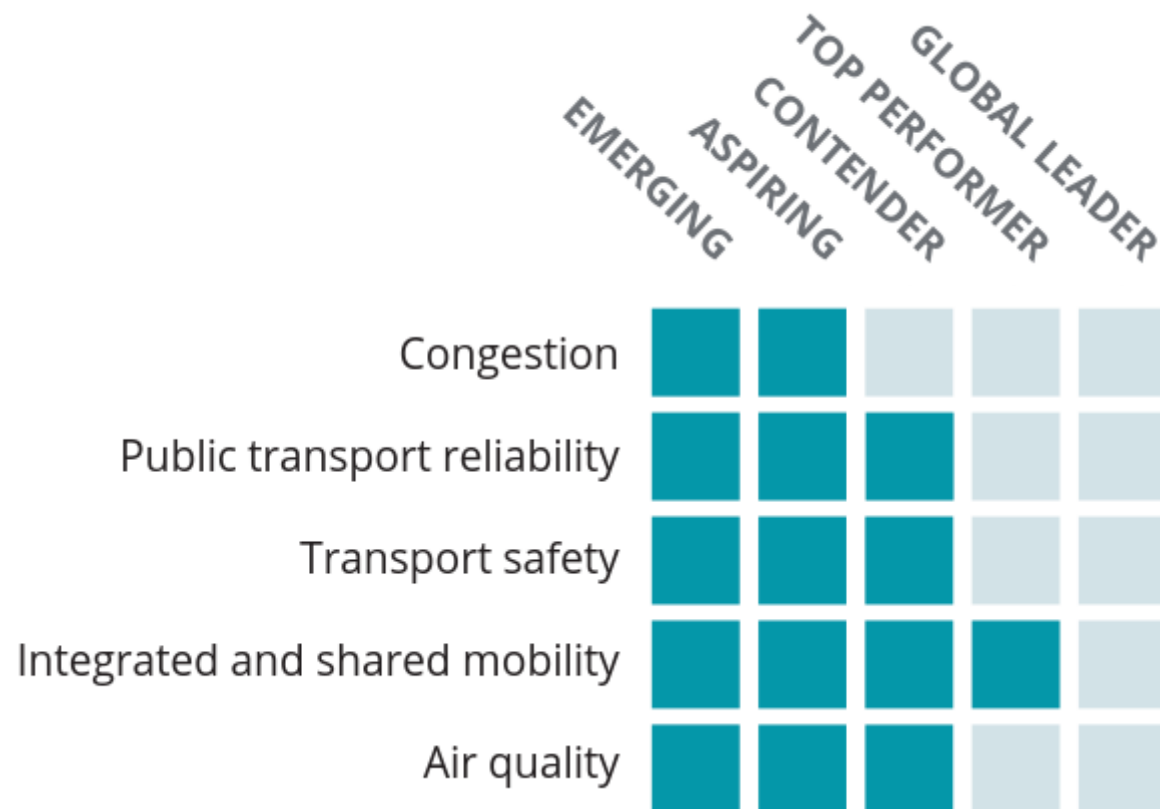 EMERGING
ASPIRING
CONTENDER
TOP PERFORMER
GLOBAL LEADER
Congestion
Public transport reliability
Transport safety
Integrated and shared mobility
Air quality